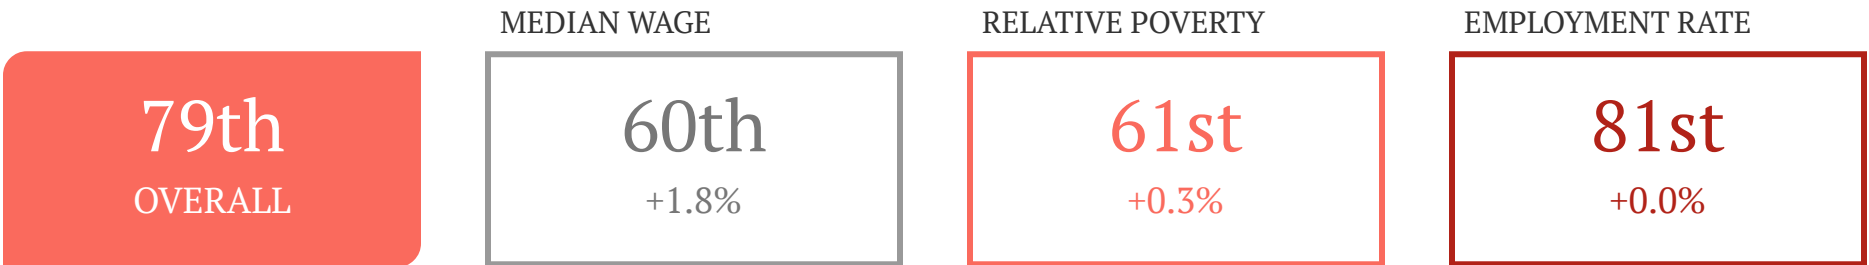 79th
OVERALL
MEDIAN WAGE
60th
+1.8%
RELATIVE POVERTY
61st
+0.3%
EMPLOYMENT RATE
81st
+0.0%